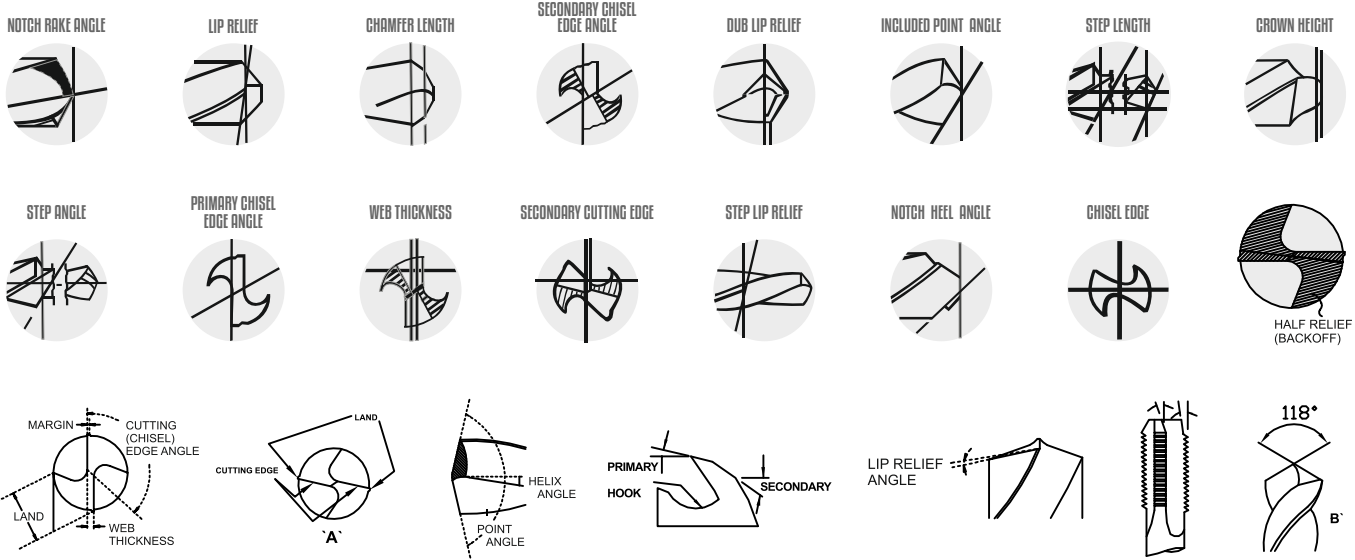 NOTCH RAKE ANGLE
LIP RELIEF
CHAMFER LENGTH
SECONDARY CHISEL
EDGE ANGLE
DUB LIP RELIEF
INCLUDED POINT ANGLE
STEP LENGTH
CROWN HEIGHT
STEP ANGLE
PRIMARY CHISEL
EDGE ANGLE
WEB THICKNESS
SECONDARY CUTTING EDGE
STEP LIP RELIEF
NOTCH HEEL ANGLE
CHISEL EDGE
HALF RELIEF
(BACKOFF)
MARGIN
CUTTING
(CHISEL)
EDGE ANGLE
LAND
WEB
THICKNESS
LAND
CUTTING EDGE
`A`
HELIX
ANGLE
POINT
ANGLE
PRIMARY
HOOK
SECONDARY
LIP RELIEF
ANGLE
118°
B`